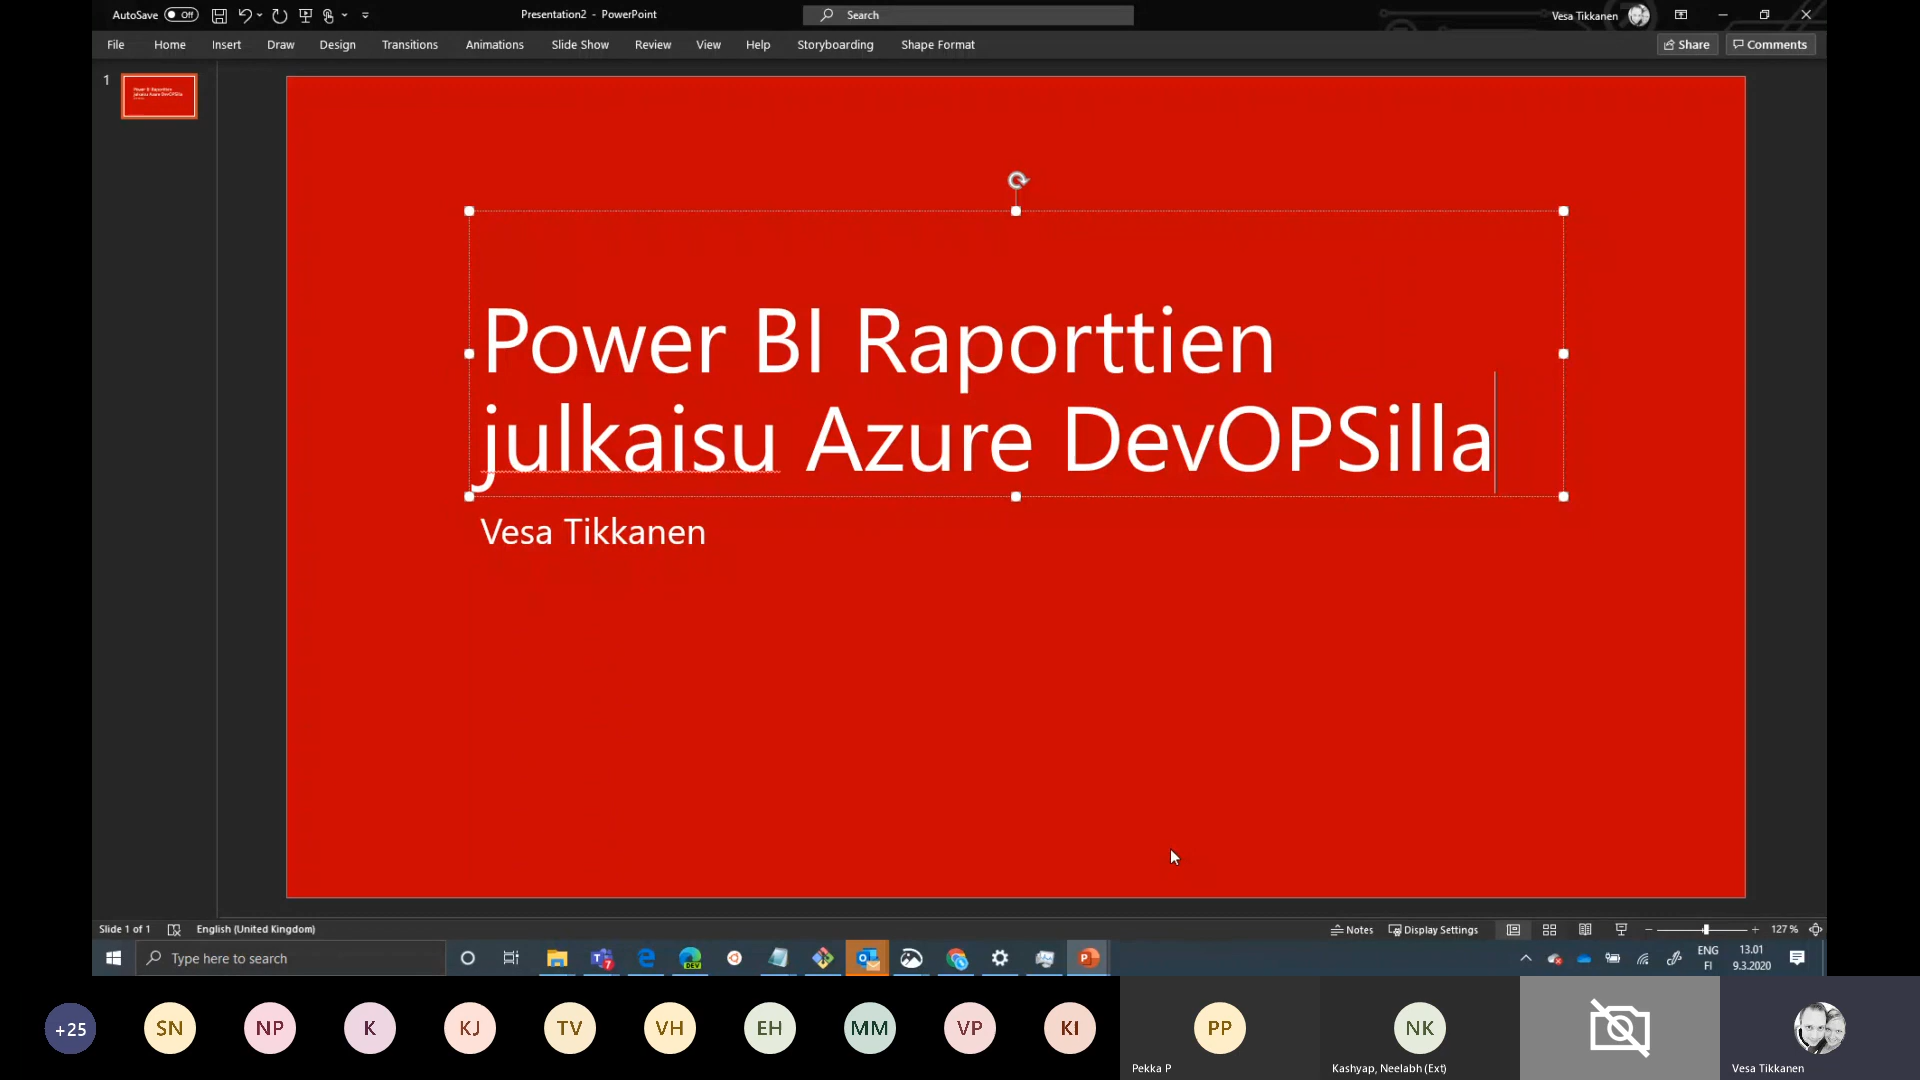 AutoSave Off Presentation2 - PowerPoint Search Vesa Tikkanen
File Home Insert Draw Design Transitions Animations Slide Show Review View Help Storyboarding Shape Format Share Comments
1
Power BI Raporttien
julkaisu Azure DevOPSilla
Vesa Tikkanen
Slide 1 of 1 English (United Kingdom) Notes Display Settings 127 %
Type here to search DEV 7 ENG 13.01
FI 9.3.2020
+25 SN NP K KJ TV VH EH MM VP KI PP NK
Pekka P Kashyap, Neelabh (Ext) Vesa Tikkanen